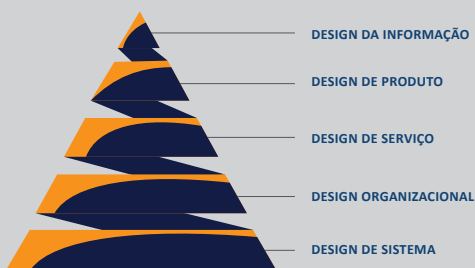 DESIGN DA INFORMAÇÃO
DESIGN DE PRODUTO
DESIGN DE SERVIÇO
DESIGN ORGANIZACIONAL
DESIGN DE SISTEMA